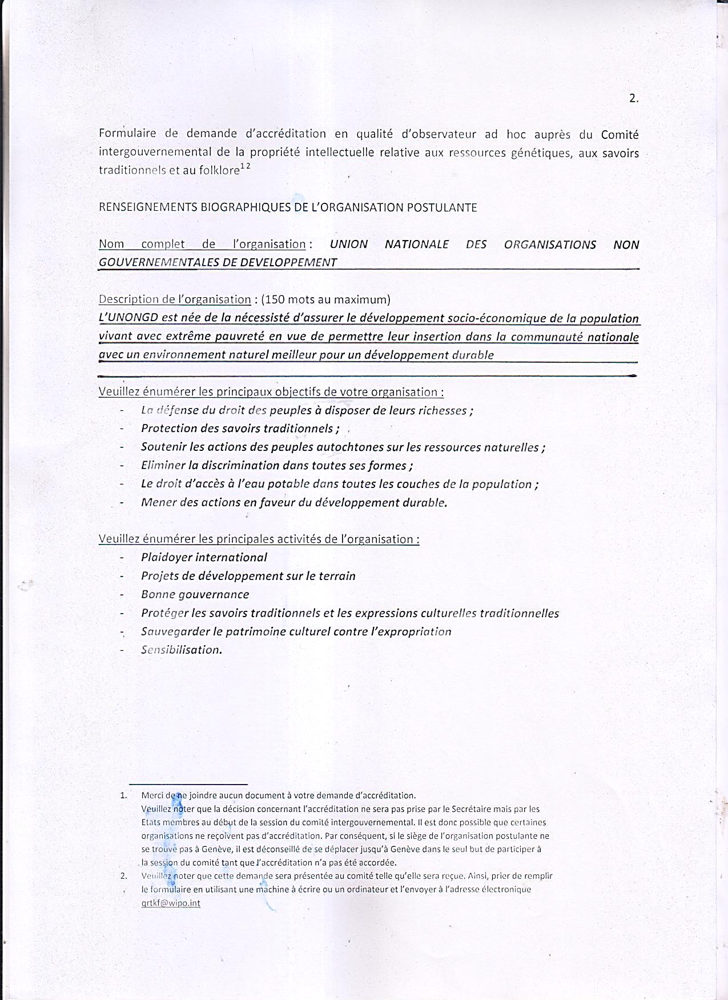 2.
Formulaire de demande d'accréditation en qualité d'observateur ad hoc auprès du Comité
intergouvernemental de la propriété intellectuelle relative aux ressources génétiques, aux savoirs
traditionnels et au folklore12
RENSEIGNEMENTS BIOGRAPHIQUES DE L'ORGANISATION POSTULANTE
Nom complet de l'organisation : UNION NATIONALE DES ORGANISATIONS NON
GOUVERNEMENTALES DE DEVELOPPEMENT
Description de l'organisation : (150 mots au maximum)
L'UNONGD est née de la nécessisté d'assurer le développement socio-économique de la population
vivant avec extrême pauvreté en vue de permettre leur insertion dans la communauté nationale
avec un environnement naturel meilleur pour un développement durable
Veuillez énumérer les principaux objectifs de votre organisation :
- La défense du droit des peuples à disposer de leurs richesses ;
- Protection des savoirs traditionnels ;
- Soutenir les actions des peuples autochtones sur les ressources naturelles ;
- Eliminer la discrimination dans toutes ses formes ;
- Le droit d'accès à l'eau potable dans toutes les couches de la population ;
- Mener des actions en faveur du développement durable.
Veuillez énumérer les principales activités de l'organisation :
- Plaidoyer international
- Projets de développement sur le terrain
- Bonne gouvernance
- Protéger les savoirs traditionnels et les expressions culturelles traditionnelles
- Sauvegarder le patrimoine culturel contre l'expropriation
- Sensibilisation.
1. Merci de ne joindre aucun document à votre demande d'accréditation.
Veuillez noter que la décision concernant l'accréditation ne sera pas prise par le Secrétaire mais par les
Etats membres au début de la session du comité intergouvernemental. Il est donc possible que certaines
organisations ne reçoivent pas d'accréditation. Par conséquent, si le siège de l'organisation postulante ne
se trouve pas à Genève, il est déconseillé de se déplacer jusqu'à Genève dans le seul but de participer à
la session du comité tant que l'accréditation n'a pas été accordée.
2. Veuillez noter que cette demande sera présentée au comité telle qu'elle sera reçue. Ainsi, prier de remplir
le formulaire en utilisant une machine à écrire ou un ordinateur et l'envoyer à l'adresse électronique
grtkf@wipo.int